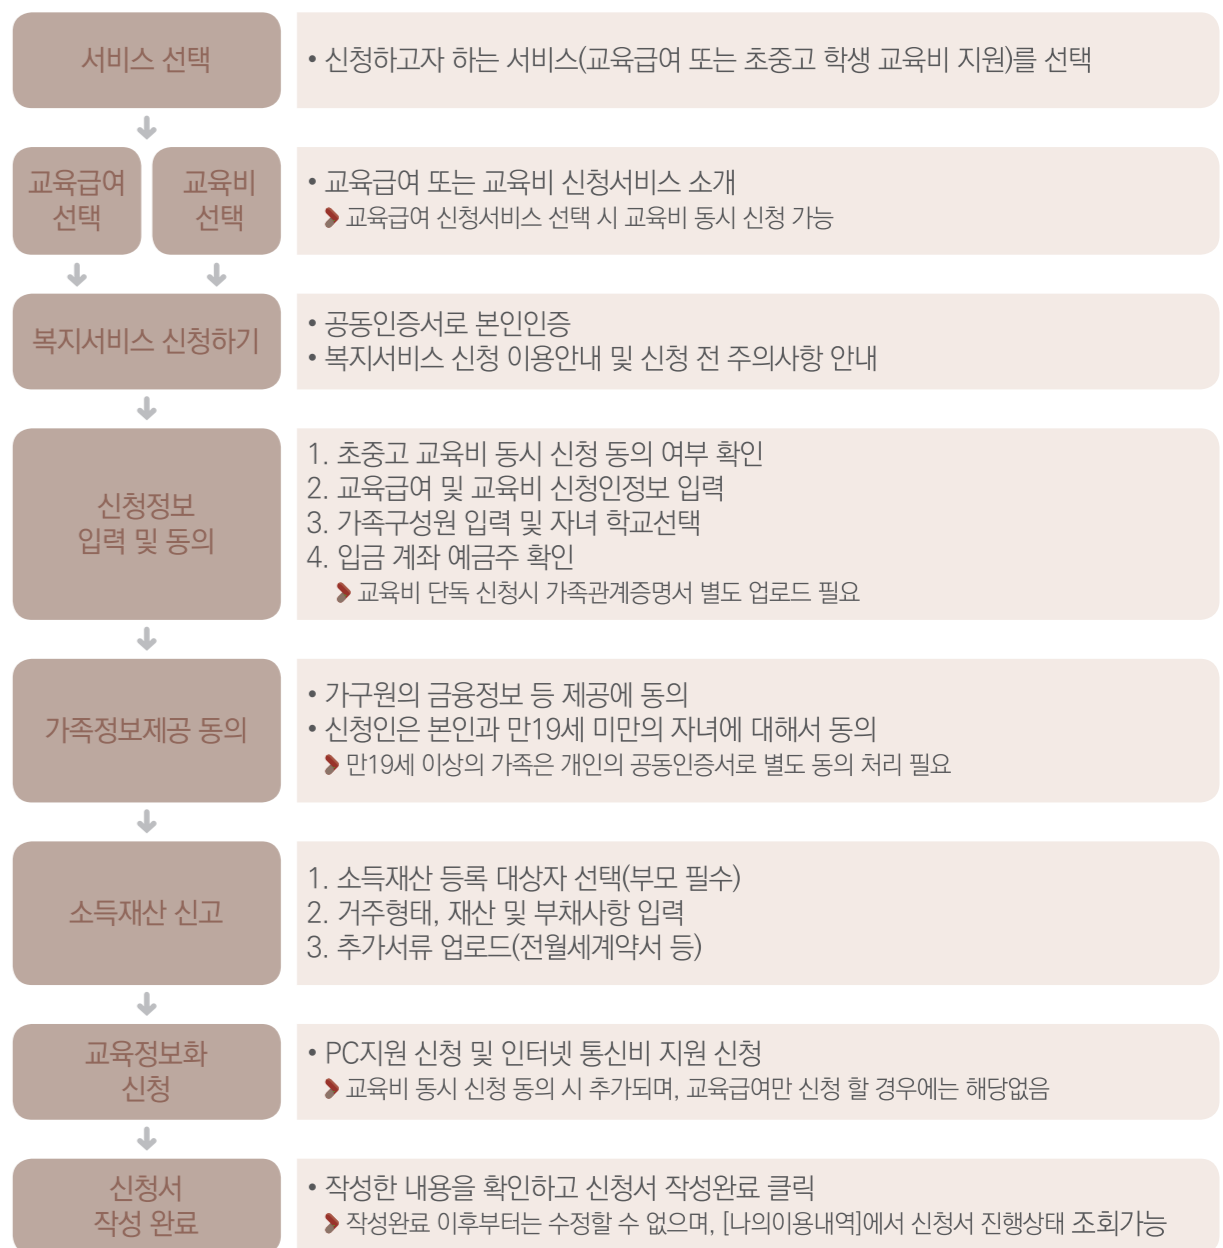 서비스 선택
• 신청하고자 하는 서비스(교육급여 또는 초중고 학생 교육비 지원)를 선택
교육급여
선택
교육비
선택
• 교육급여 또는 교육비 신청서비스 소개
교육급여 신청서비스 선택 시 교육비 동시 신청 가능
복지서비스 신청하기
• 공동인증서로 본인인증
• 복지서비스 신청 이용안내 및 신청 전 주의사항 안내
신청정보
입력 및 동의
1. 초중고 교육비 동시 신청 동의 여부 확인
2. 교육급여 및 교육비 신청인정보 입력
3. 가족구성원 입력 및 자녀 학교선택
4. 입금 계좌 예금주 확인
교육비 단독 신청시 가족관계증명서 별도 업로드 필요
가족정보제공 동의
• 가구원의 금융정보 등 제공에 동의
• 신청인은 본인과 만19세 미만의 자녀에 대해서 동의
만19세 이상의 가족은 개인의 공동인증서로 별도 동의 처리 필요
소득재산 신고
1. 소득재산 등록 대상자 선택(부모 필수)
2. 거주형태, 재산 및 부채사항 입력
3. 추가서류 업로드(전월세계약서 등)
교육정보화
신청
• PC지원 신청 및 인터넷 통신비 지원 신청
교육비 동시 신청 동의 시 추가되며, 교육급여만 신청 할 경우에는 해당없음
신청서
작성 완료
• 작성한 내용을 확인하고 신청서 작성완료 클릭
작성완료 이후부터는 수정할 수 없으며, [나의이용내역]에서 신청서 진행상태 조회가능